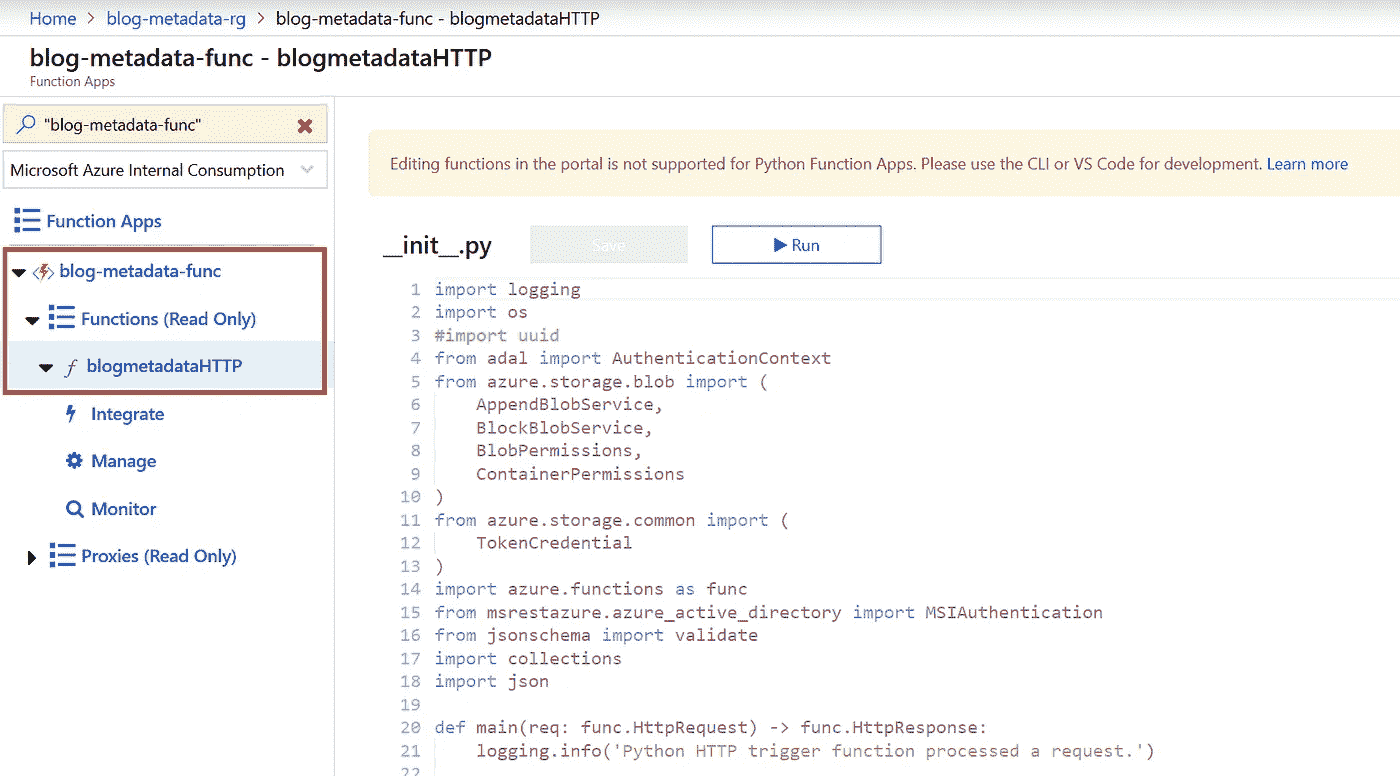 Home > blog-metadata-rg > blog-metadata-func - blogmetadataHTTP
blog-metadata-func - blogmetadataHTTP
Function Apps
"blog-metadata-func"
Microsoft Azure Internal Consumption
Function Apps
blog-metadata-func
Functions (Read Only)
blogmetadataHTTP
Integrate
Manage
Monitor
Proxies (Read Only)
Editing functions in the portal is not supported for Python Function Apps. Please use the CLI or VS Code for development. Learn more
__init__.py
Save
Run
1 import logging
2 import os
3 #import uuid
4 from adal import AuthenticationContext
5 from azure.storage.blob import (
6     AppendBlobService,
7     BlockBlobService,
8     BlobPermissions,
9     ContainerPermissions
10 )
11 from azure.storage.common import (
12     TokenCredential
13 )
14 import azure.functions as func
15 from msrestazure.azure_active_directory import MSIAuthentication
16 from jsonschema import validate
17 import collections
18 import json
19
20 def main(req: func.HttpRequest) -> func.HttpResponse:
21     logging.info('Python HTTP trigger function processed a request.')
22